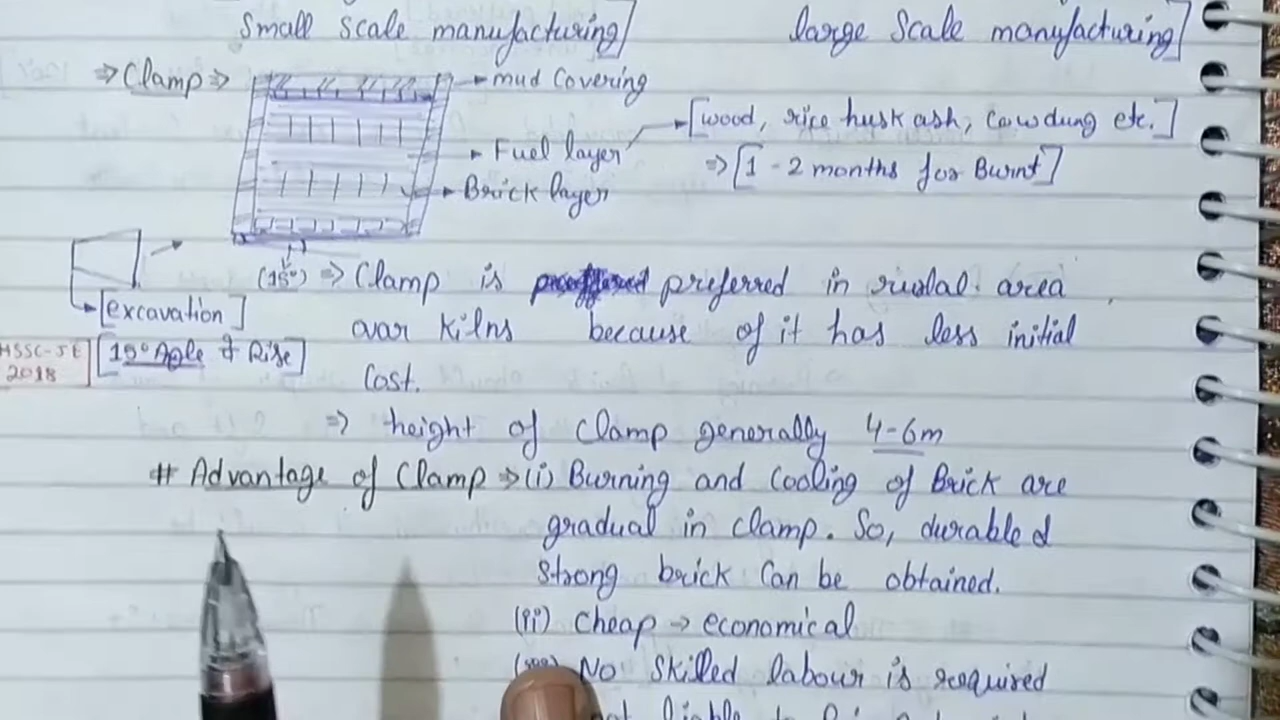 Small Scale manufacturing]
large Scale manufacturing]
⇒ Clamp ⇒
→ mud Covering
→ Fuel layer → [wood, rice husk ash, Cowdung etc.]
⇒ [1 - 2 months for Burnt]
→ Brick layer
(15°) ⇒ Clamp is preferred in rural area
[excavation]
ovar kilns because of it has less initial
HSSC-JE
2018
[15° Agle of Rise]
Cost.
⇒ height of Clamp generally 4-6m
# Advantage of Clamp ⇒ (i) Burning and Cooling of Brick are
gradual in clamp. So, durable &
Strong brick Can be obtained.
(ii) Cheap → economical
No skilled labour is required
liable to